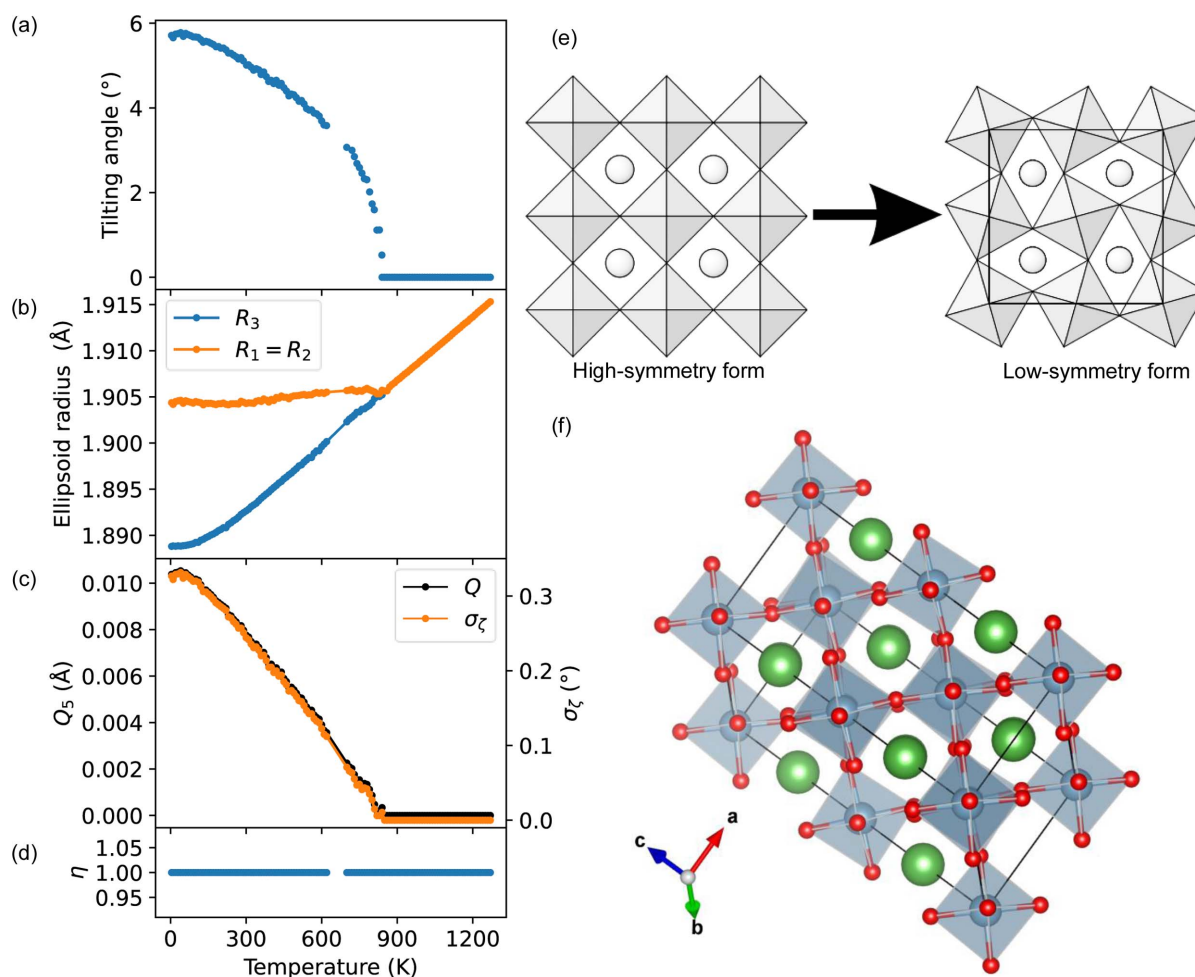 (a)
6
4
2
0
Tilting angle (°)
(b)
1.915
1.910
1.905
1.900
1.895
1.890
Ellipsoid radius (Å)
R₃
R₁ = R₂
(c)
0.010
0.008
0.006
0.004
0.002
0.000
Q₅ (Å)
Q
σ_ζ
0.3
0.2
0.1
0.0
σ_ζ (°)
(d)
1.05
1.00
0.95
η
0 300 600 900 1200
Temperature (K)
(e)
High-symmetry form
Low-symmetry form
(f)
a
c
b